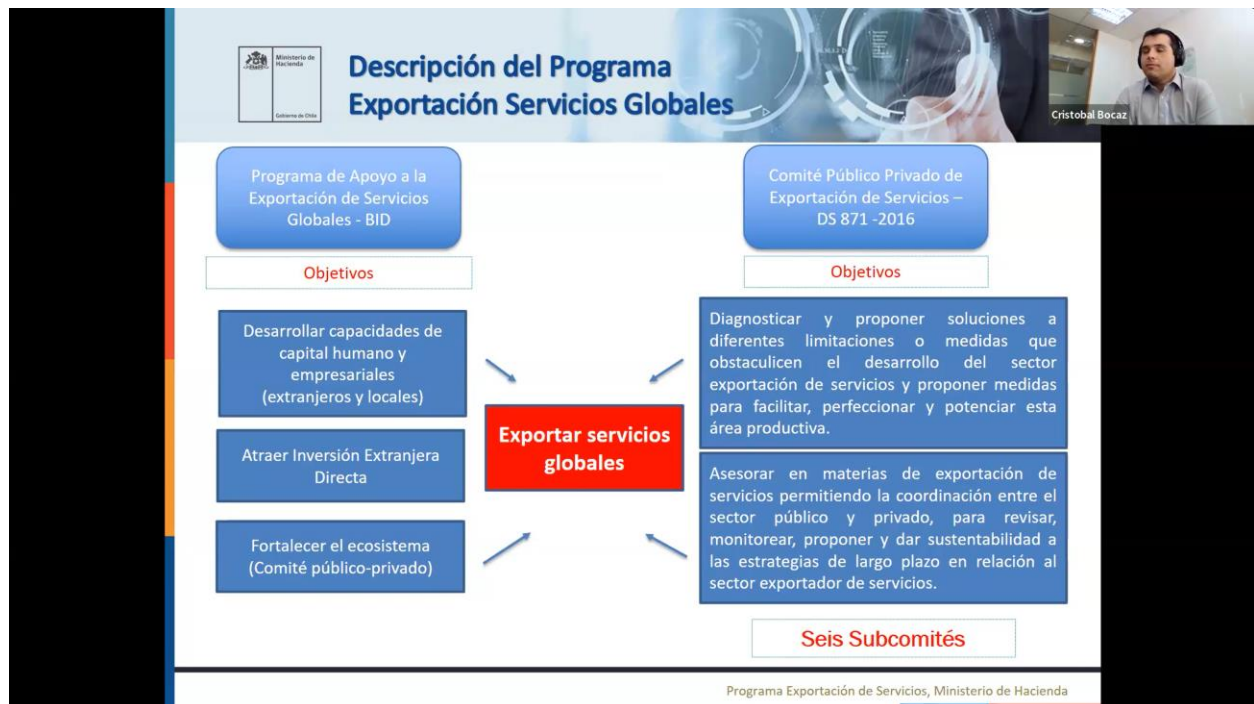 Ministerio de
Hacienda
Gobierno de Chile
Descripción del Programa
Exportación Servicios Globales
Cristobal Bocaz
Programa de Apoyo a la
Exportación de Servicios
Globales - BID
Objetivos
Desarrollar capacidades de
capital humano y
empresariales
(extranjeros y locales)
Atraer Inversión Extranjera
Directa
Fortalecer el ecosistema
(Comité público-privado)
Exportar servicios
globales
Comité Público Privado de
Exportación de Servicios –
DS 871 -2016
Objetivos
Diagnosticar y proponer soluciones a
diferentes limitaciones o medidas que
obstaculicen el desarrollo del sector
exportación de servicios y proponer medidas
para facilitar, perfeccionar y potenciar esta
área productiva.
Asesorar en materias de exportación de
servicios permitiendo la coordinación entre el
sector público y privado, para revisar,
monitorear, proponer y dar sustentabilidad a
las estrategias de largo plazo en relación al
sector exportador de servicios.
Seis Subcomités
Programa Exportación de Servicios, Ministerio de Hacienda